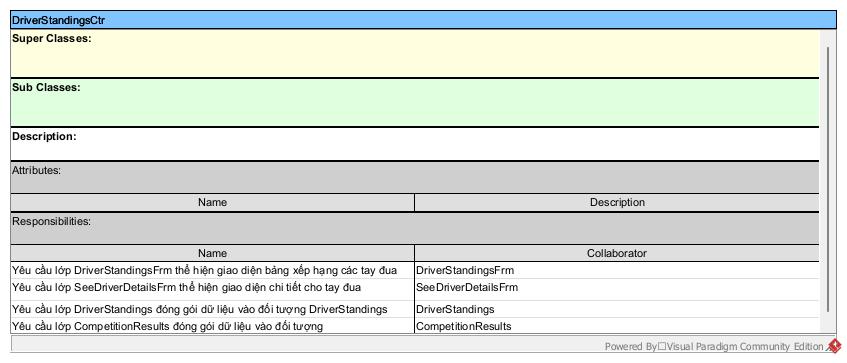 DriverStandingsCtr
Super Classes:
Sub Classes:
Description:
Attributes:
Name Description
Responsibilities:
Name Collaborator
Yêu cầu lớp DriverStandingsFrm thể hiện giao diện bảng xếp hạng các tay đua DriverStandingsFrm
Yêu cầu lớp SeeDriverDetailsFrm thể hiện giao diện chi tiết cho tay đua SeeDriverDetailsFrm
Yêu cầu lớp DriverStandings đóng gói dữ liệu vào đối tượng DriverStandings DriverStandings
Yêu cầu lớp CompetitionResults đóng gói dữ liệu vào đối tượng CompetitionResults
Powered By□Visual Paradigm Community Edition